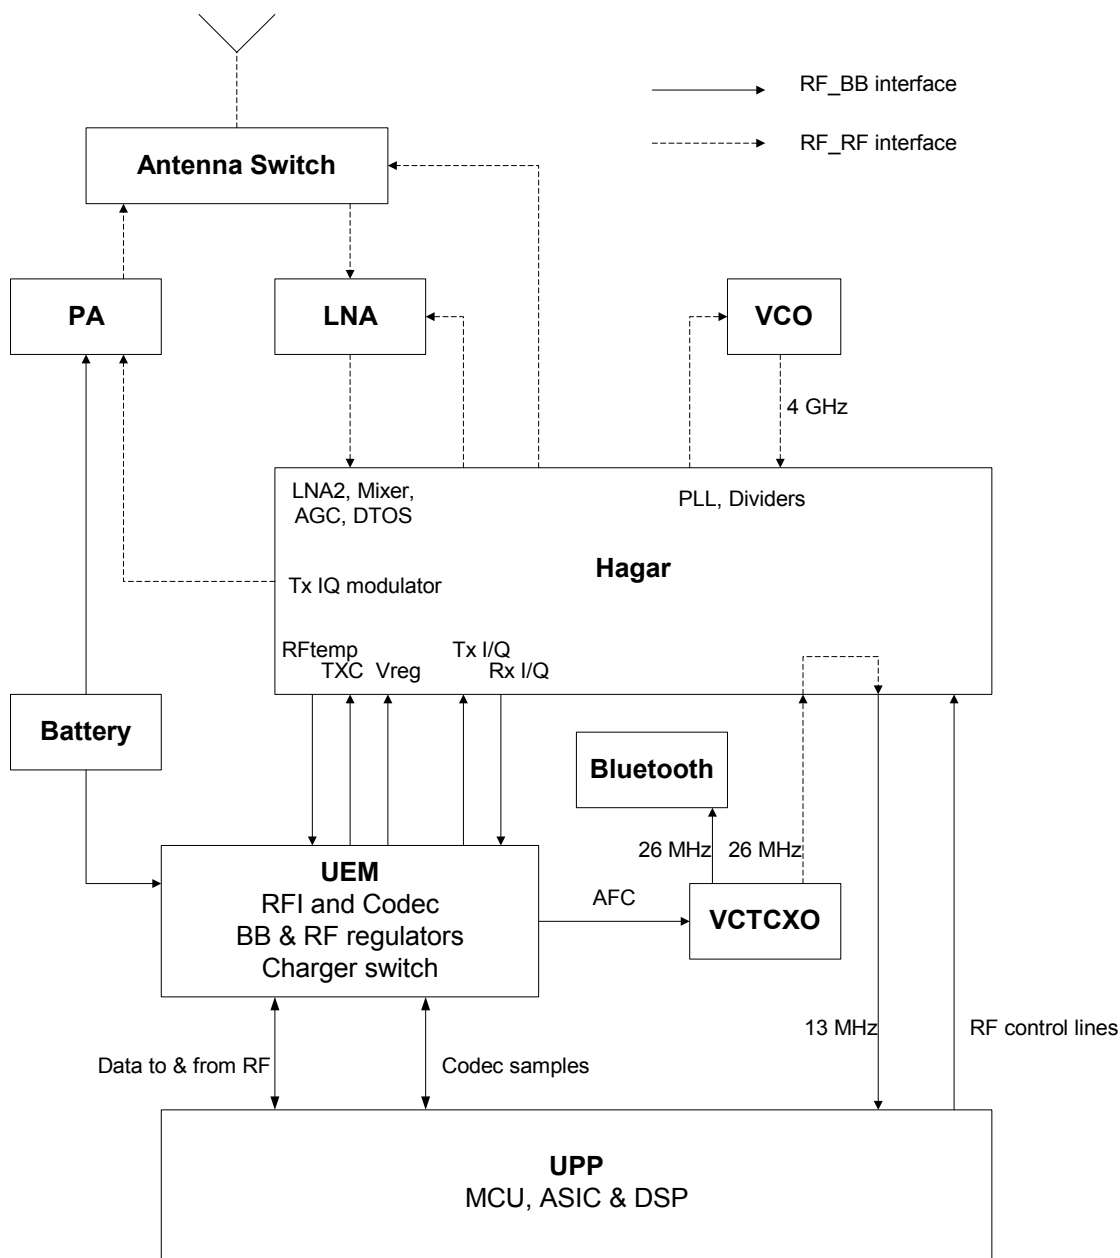 RF_BB interface
RF_RF interface
Antenna Switch
PA
LNA
VCO
4 GHz
LNA2, Mixer,
AGC, DTOS
PLL, Dividers
Hagar
Tx IQ modulator
RFtemp
TXC
Vreg
Tx I/Q
Rx I/Q
Battery
Bluetooth
26 MHz
26 MHz
UEM
RFI and Codec
BB & RF regulators
Charger switch
AFC
VCTCXO
13 MHz
RF control lines
Data to & from RF
Codec samples
UPP
MCU, ASIC & DSP